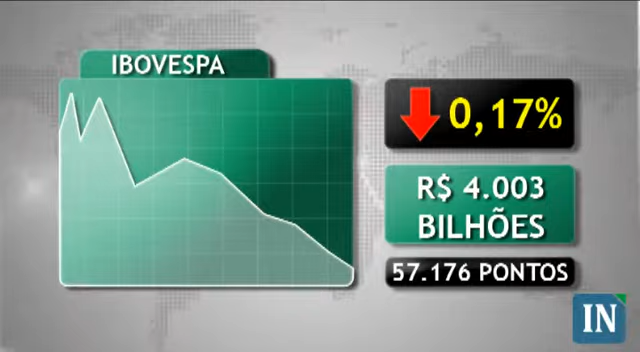 IBOVESPA
0,17%
R$ 4.003
BILHÕES
57.176 PONTOS
IN